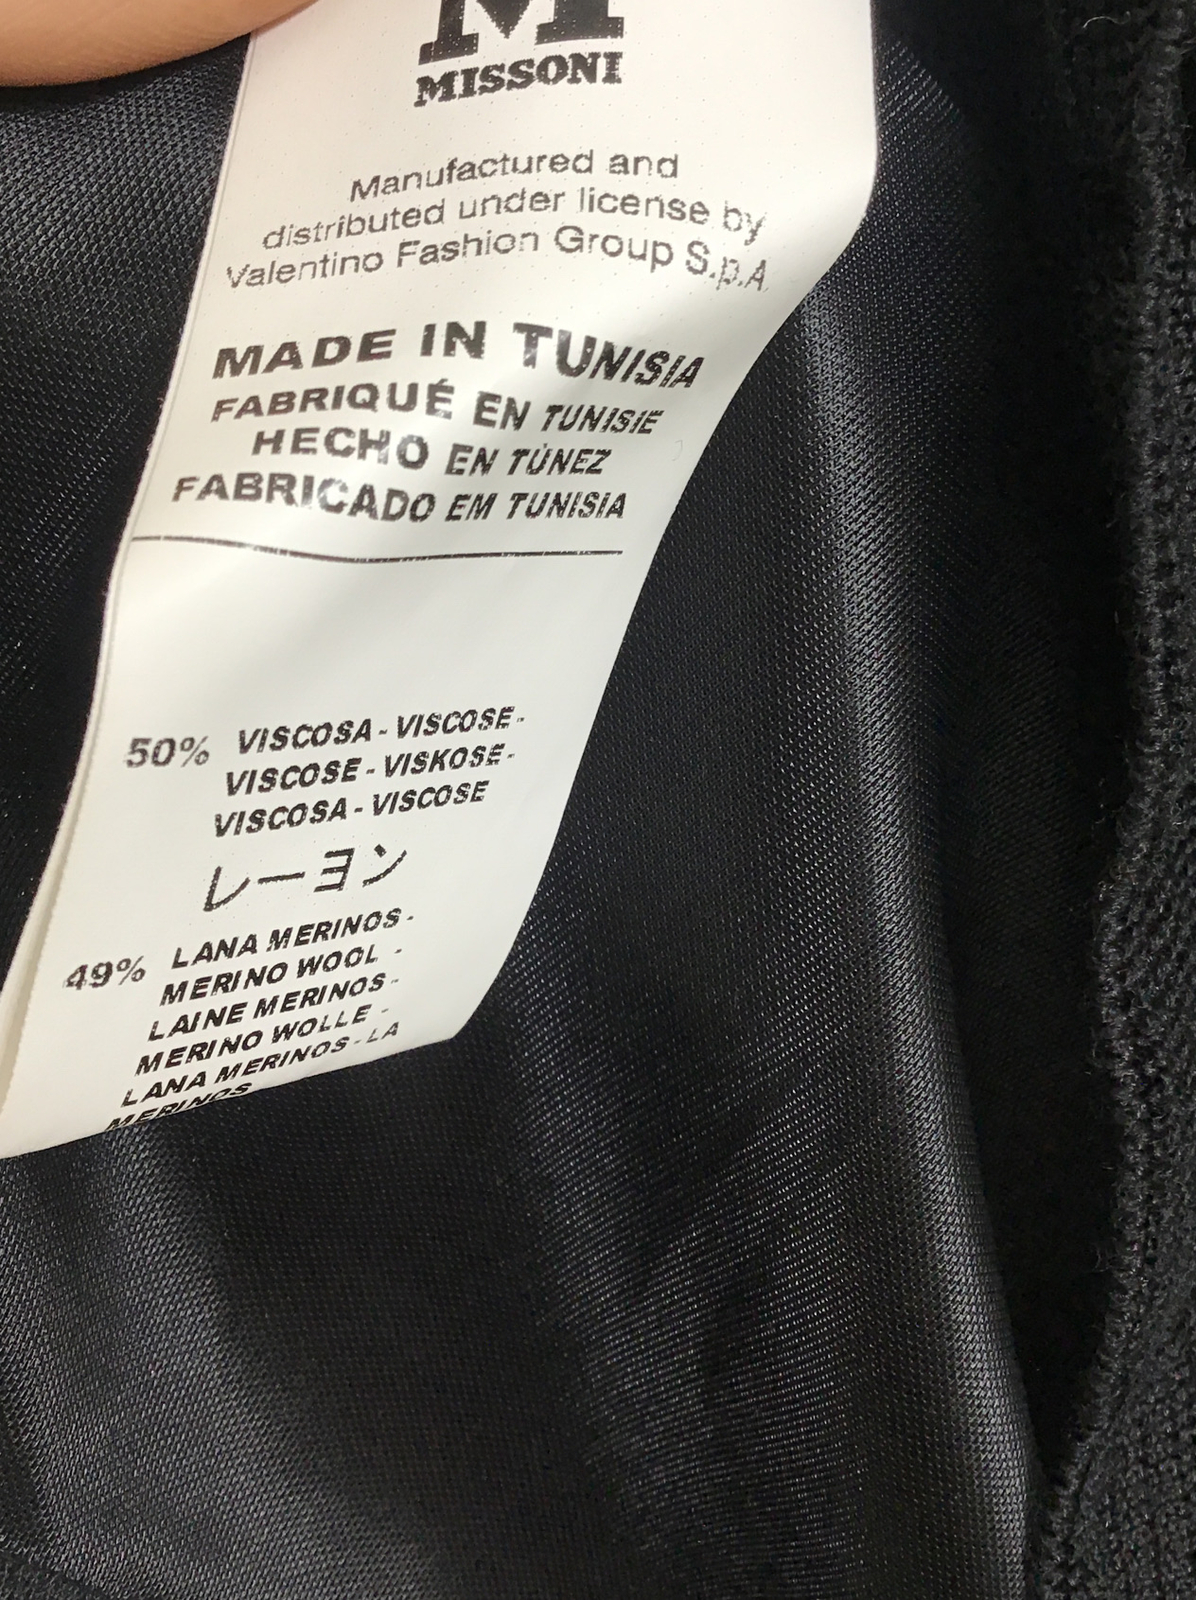 M
MISSONI
Manufactured and
distributed under license by
Valentino Fashion Group S.p.A
MADE IN TUNISIA
FABRIQUÉ EN TUNISIE
HECHO EN TÚNEZ
FABRICADO EM TUNISIA
50% VISCOSA - VISCOSE -
VISCOSE - VISKOSE -
VISCOSA - VISCOSE
レーヨン
49% LANA MERINOS -
MERINO WOOL -
LAINE MERINOS -
MERINO WOLLE -
LANA MERINOS - LA
MERINOS